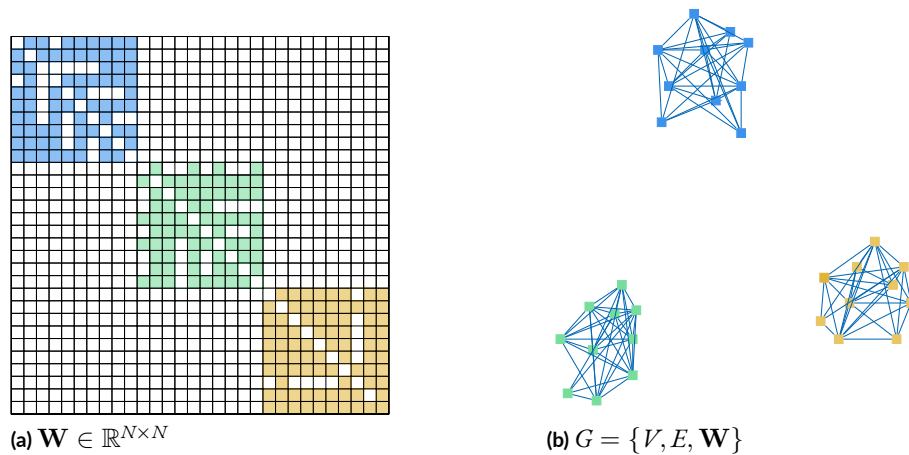 (a) W ∈ ℝ^{N×N}
(b) G = {V, E, W}